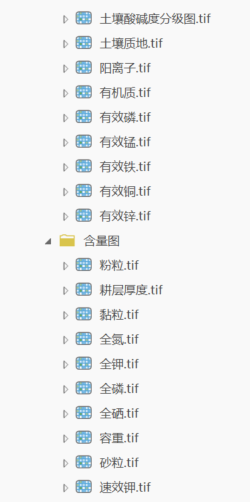 土壤酸碱度分级图.tif
土壤质地.tif
阳离子.tif
有机质.tif
有效磷.tif
有效锰.tif
有效铁.tif
有效铜.tif
有效锌.tif
含量图
粉粒.tif
耕层厚度.tif
黏粒.tif
全氮.tif
全钾.tif
全磷.tif
全硒.tif
容重.tif
砂粒.tif
速效钾.tif